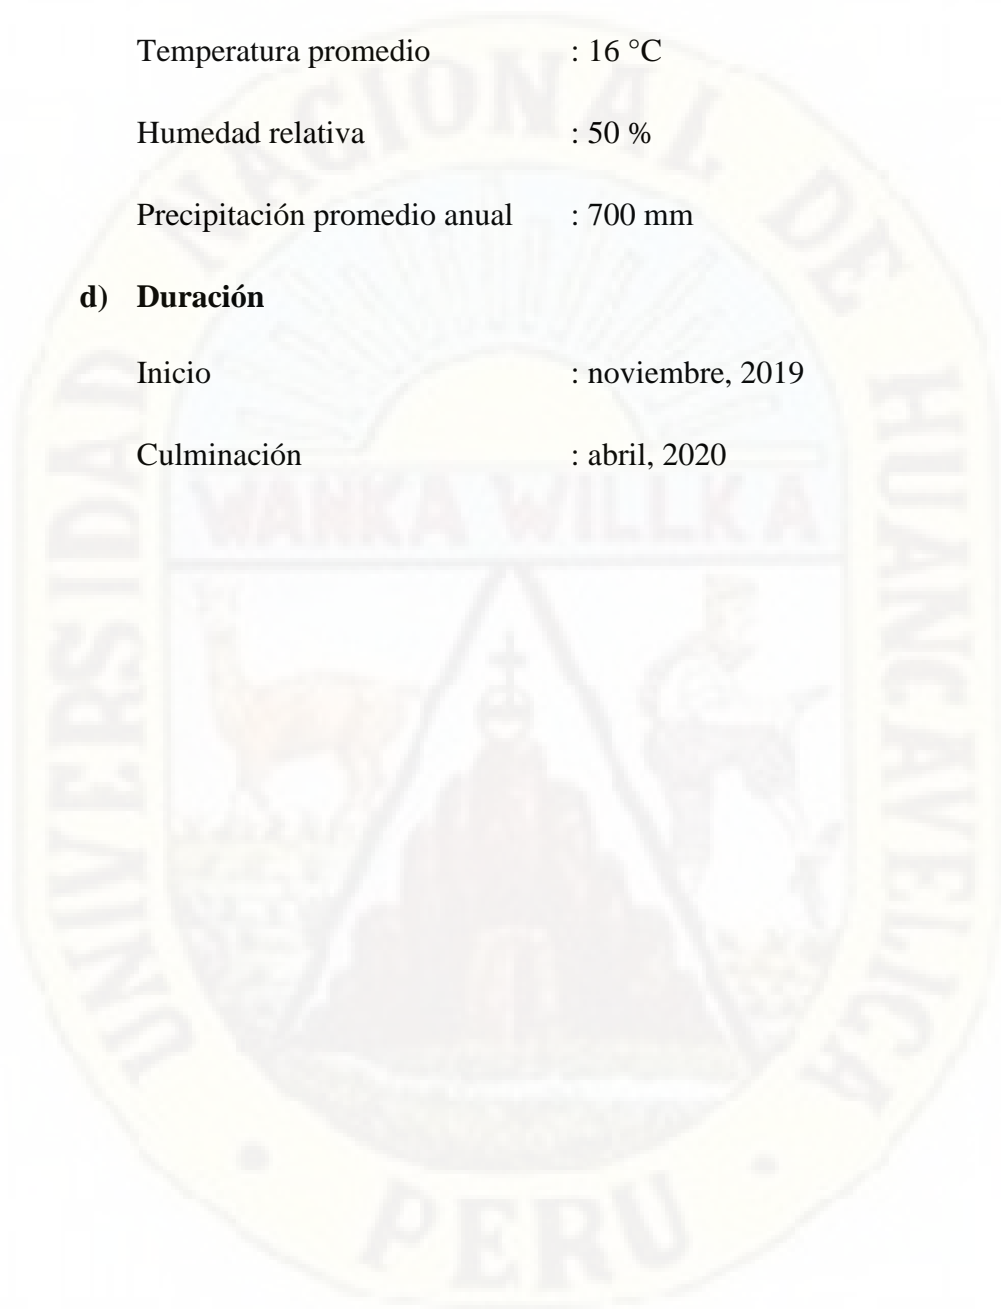 Temperatura promedio : 16 °C
Humedad relativa : 50 %
Precipitación promedio anual : 700 mm
d) Duración
Inicio : noviembre, 2019
Culminación : abril, 2020
UNIVERSIDAD NACIONAL DE HUANCAVELICA
WANKA WILLKA
• PERU •